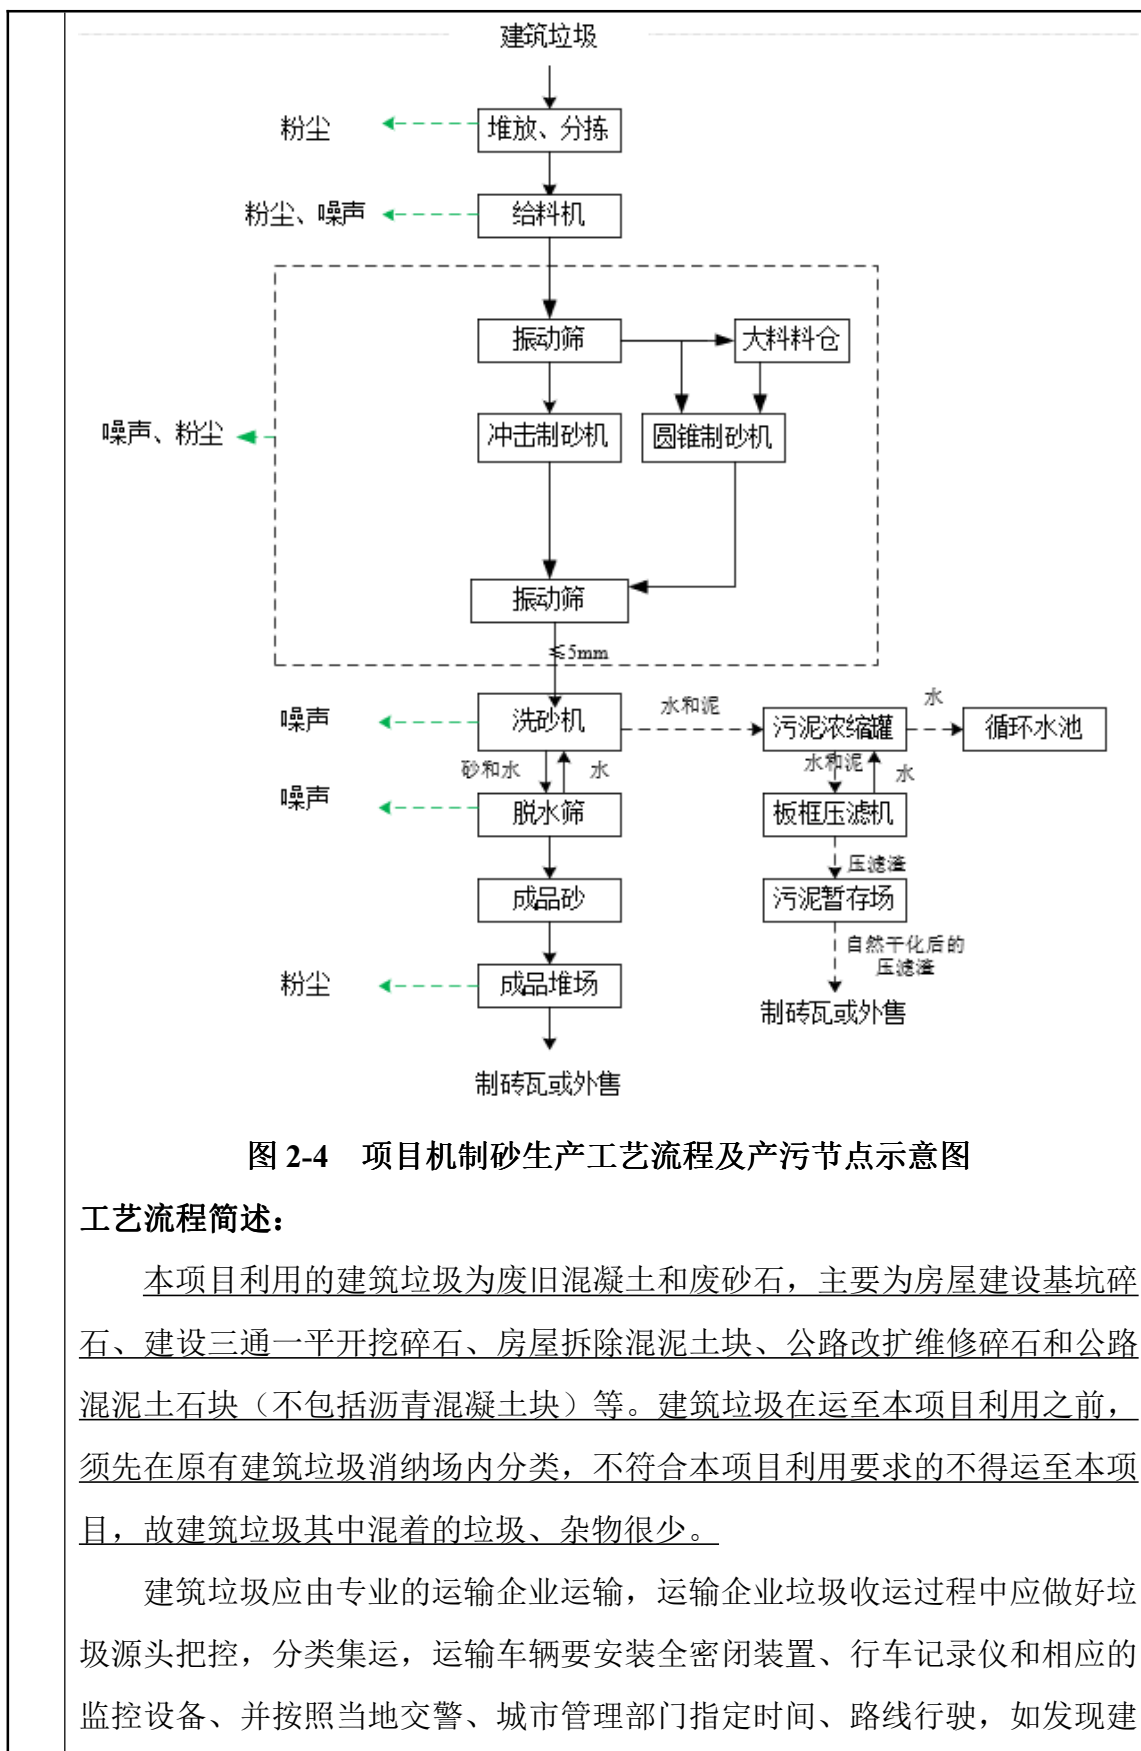 建筑垃圾
粉尘
堆放、分拣
粉尘、噪声
给料机
振动筛
大料料仓
噪声、粉尘
冲击制砂机
圆锥制砂机
振动筛
≦5mm
噪声
洗砂机
水和泥
污泥浓缩罐
水
循环水池
砂和水
水
水和泥
水
噪声
脱水筛
板框压滤机
压滤渣
成品砂
污泥暂存场
自然干化后的
压滤渣
粉尘
成品堆场
制砖瓦或外售
制砖瓦或外售
图 2-4 项目机制砂生产工艺流程及产污节点示意图
工艺流程简述：
本项目利用的建筑垃圾为废旧混凝土和废砂石，主要为房屋建设基坑碎
石、建设三通一平开挖碎石、房屋拆除混泥土块、公路改扩维修碎石和公路
混泥土石块（不包括沥青混凝土块）等。建筑垃圾在运至本项目利用之前，
须先在原有建筑垃圾消纳场内分类，不符合本项目利用要求的不得运至本项
目，故建筑垃圾其中混着的垃圾、杂物很少。
建筑垃圾应由专业的运输企业运输，运输企业垃圾收运过程中应做好垃
圾源头把控，分类集运，运输车辆要安装全密闭装置、行车记录仪和相应的
监控设备、并按照当地交警、城市管理部门指定时间、路线行驶，如发现建